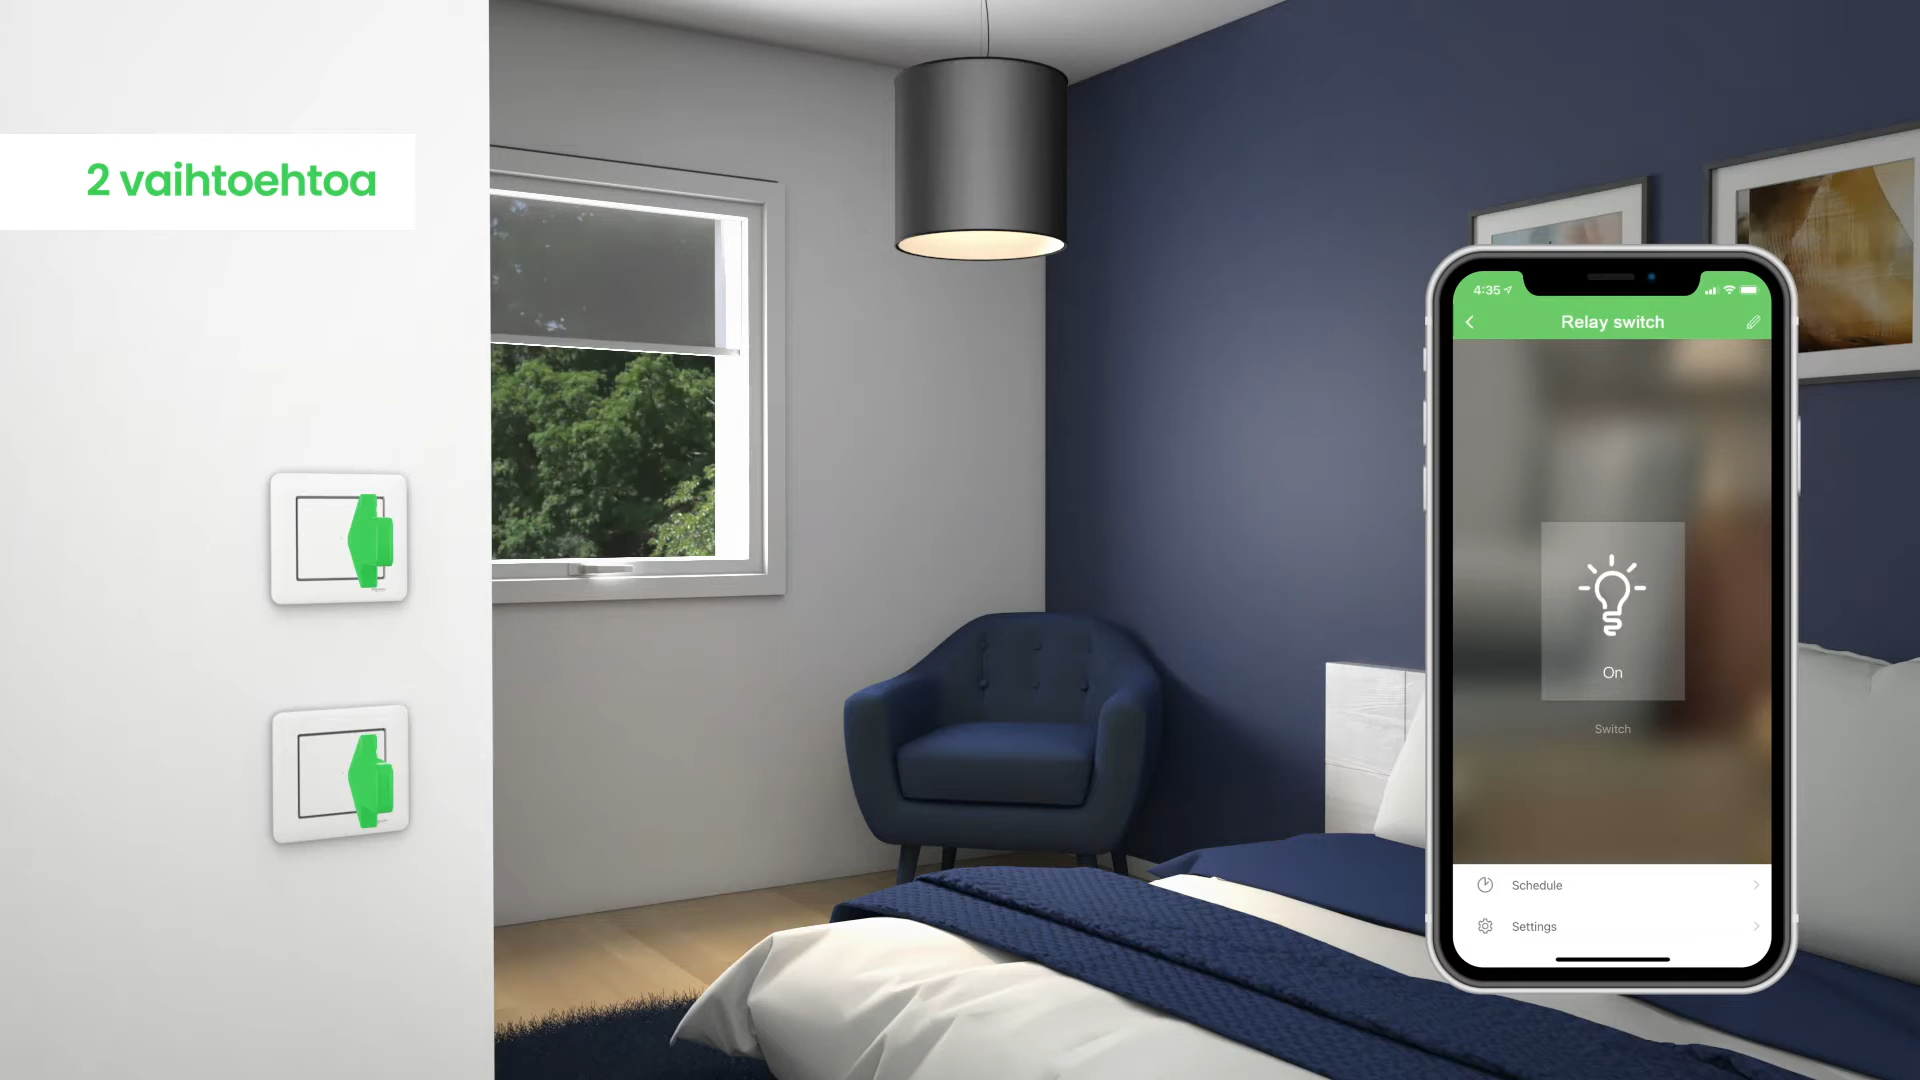 2 vaihtoehtoa
4:35
Relay switch
On
Switch
Schedule
Settings